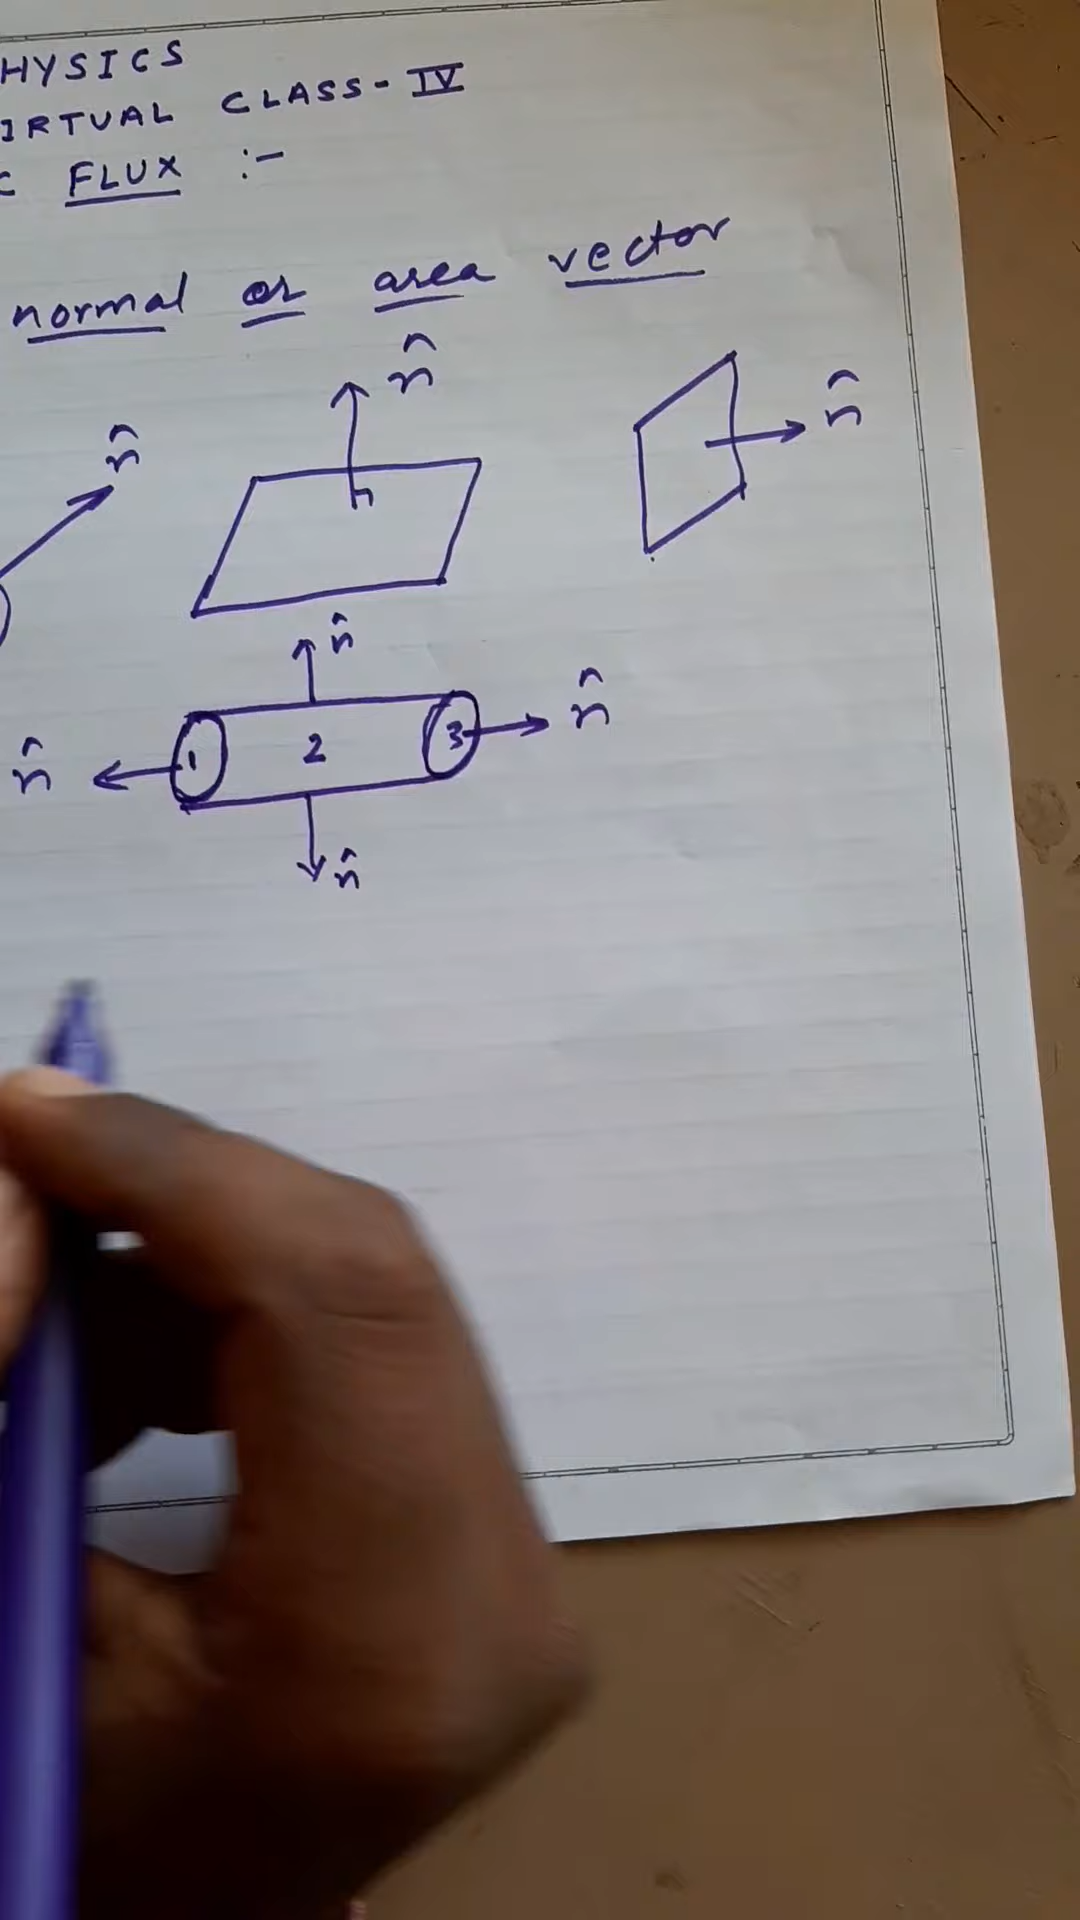 HYSICS
IRTUAL CLASS-IV
C FLUX :-
normal or area vector
n̂
n̂
n̂
n̂
n̂
1 2 3
n̂
n̂